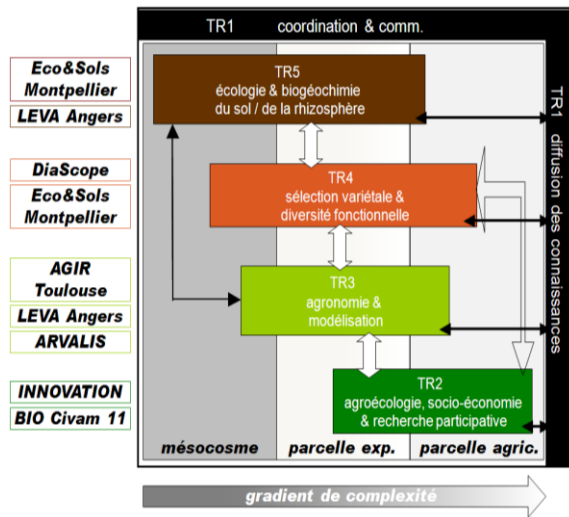 TR1 coordination & comm.
Eco&Sols
Montpellier
LEVA Angers
TR5
écologie & biogéochimie
du sol / de la rhizosphère
DiaScope
Eco&Sols
Montpellier
TR4
sélection variétale &
diversité fonctionnelle
AGIR
Toulouse
LEVA Angers
ARVALIS
TR3
agronomie &
modélisation
INNOVATION
BIO Civam 11
TR2
agroécologie, socio-économie
& recherche participative
TR1 diffusion des connaissances
mésocosme parcelle exp. parcelle agric.
gradient de complexité